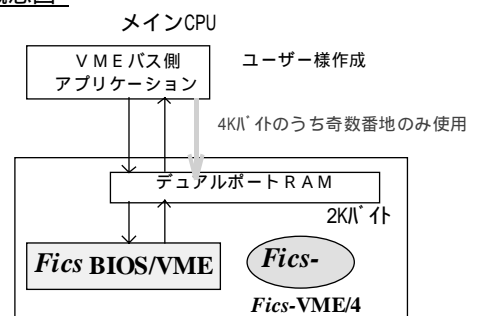 メインCPU
VMEバス側
アプリケーション
ユーザー様作成
4Kバイトのうち奇数番地のみ使用
デュアルポートRAM
2Kバイト
Fics BIOS/VME
Fics-
Fics-VME/4